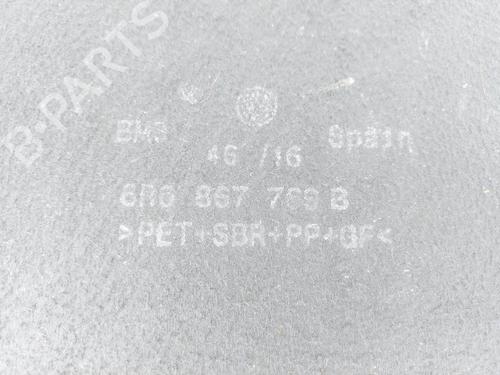 B-PARTS
BMS Spain
46/16
6R6 867 769 B
>PET+SBR+PP+GF<